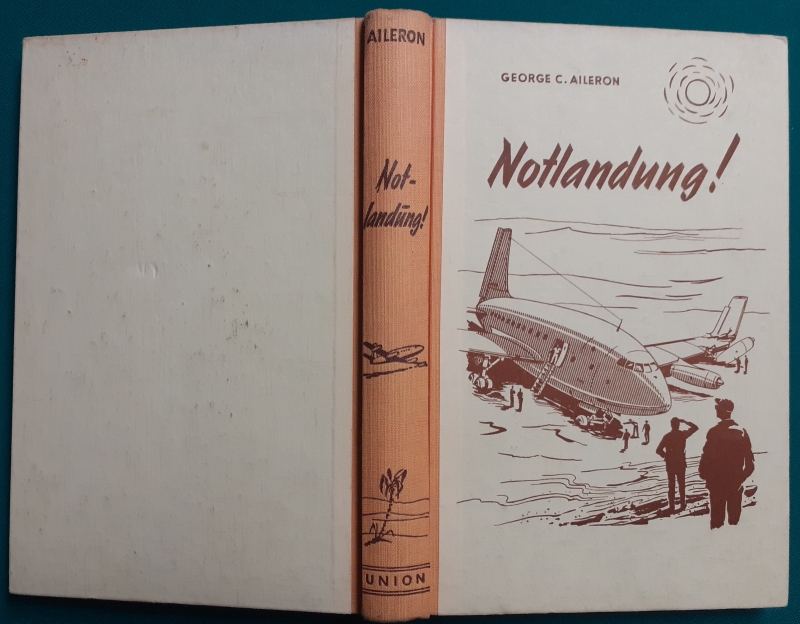 AILERON
Not-
landung!
UNION
GEORGE C. AILERON
Notlandung!